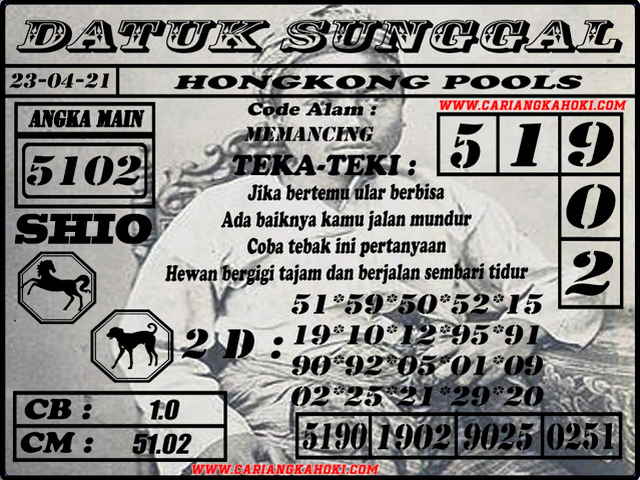 DATUK SUNGGAL
23-04-21
HONGKONG POOLS
WWW.CARIANGKAHOKI.COM
ANGKA MAIN
5102
SHIO
Code Alam :
MEMANCING
TEKA-TEKI :
Jika bertemu ular berbisa
Ada baiknya kamu jalan mundur
Coba tebak ini pertanyaan
Hewan bergigi tajam dan berjalan sembari tidur
5 1 9
0
2
2 D :
51*59*50*52*15
19*10*12*95*91
90*92*05*01*09
02*25*21*29*20
CB : 1.0
CM : 51.02
5190 1902 9025 0251
WWW.CARIANGKAHOKI.COM